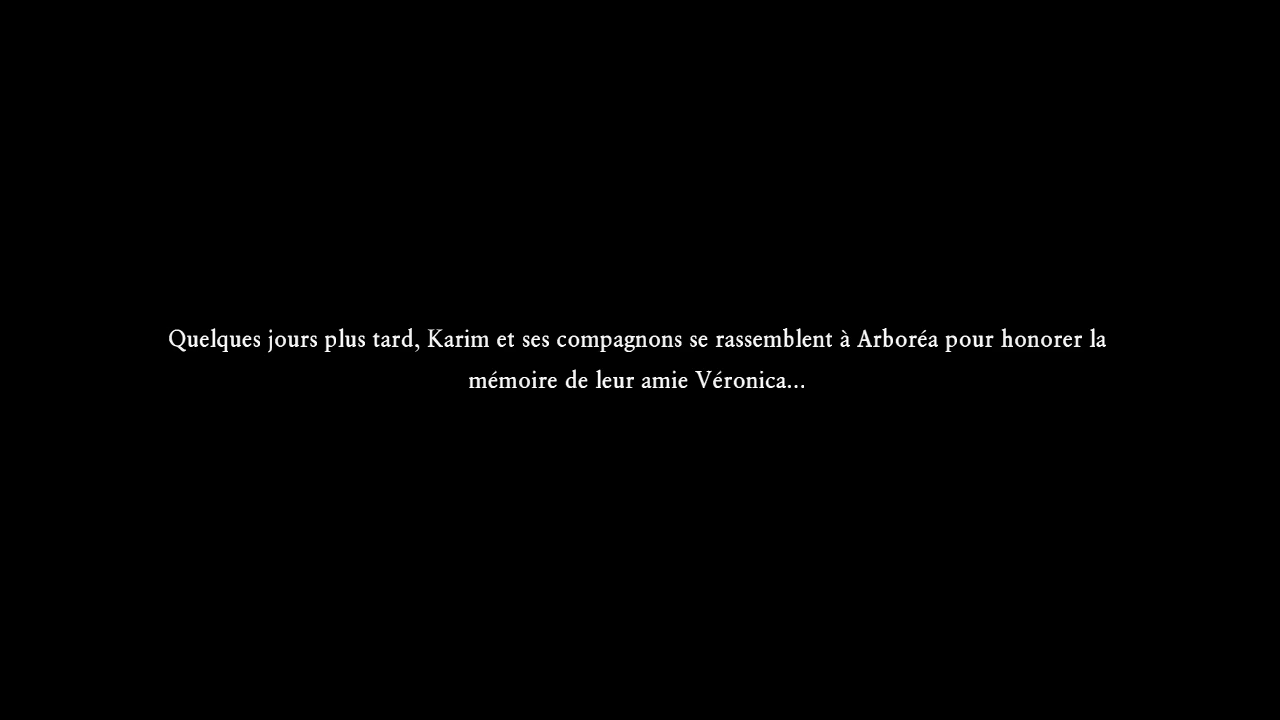 Quelques jours plus tard, Karim et ses compagnons se rassemblent à Arboréa pour honorer la
mémoire de leur amie Véronica...